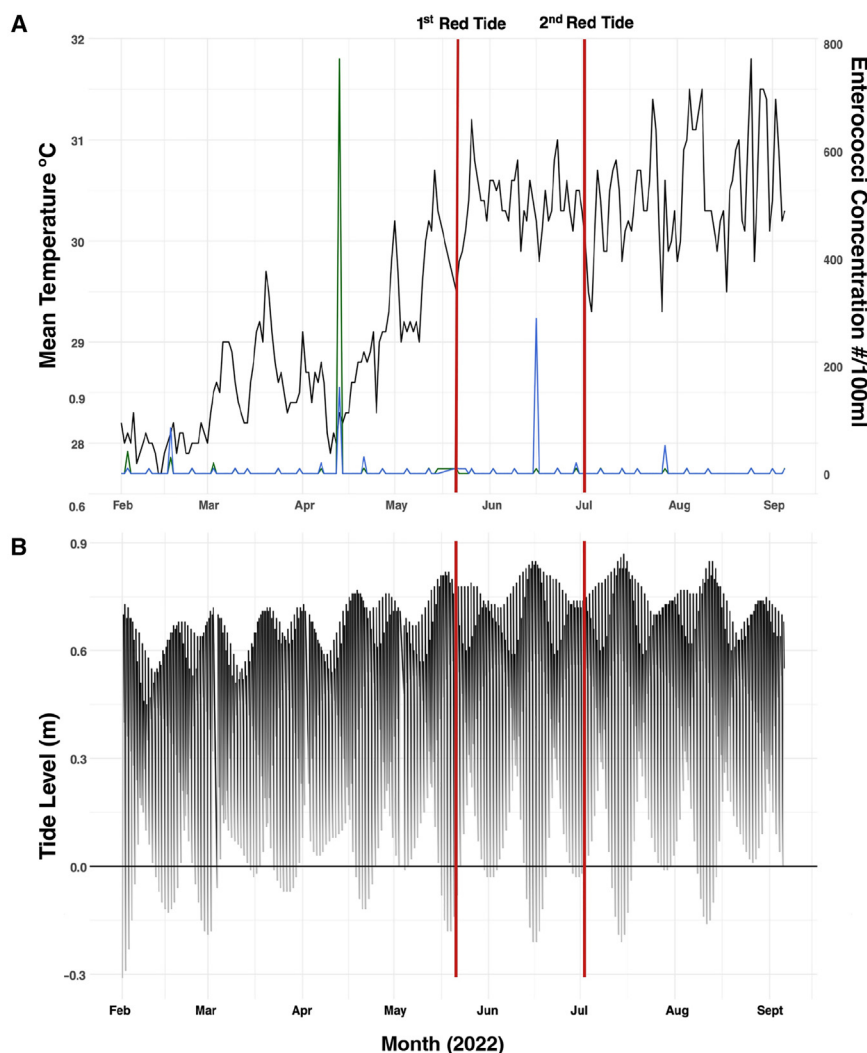 1st Red Tide 2nd Red Tide
A
32
31
30
29
0.9
28
0.6
Mean Temperature ºC
800
600
400
200
0
Enterococci Concentration #/100ml
Feb Mar Apr May Jun Jul Aug Sep
B
0.9
0.6
0.3
0.0
-0.3
Tide Level (m)
Feb Mar Apr May Jun Jul Aug Sept
Month (2022)